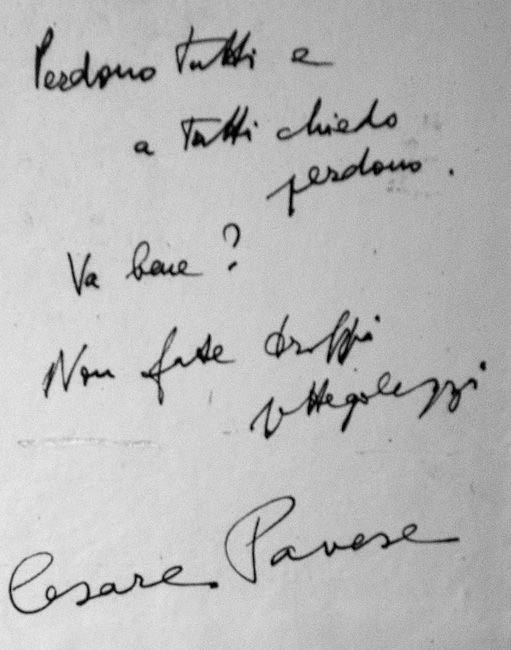 Perdono tutti e
a tutti chiedo
perdono.
Va bene?
Non fate troppi
pettegolezzi
Cesare Pavese